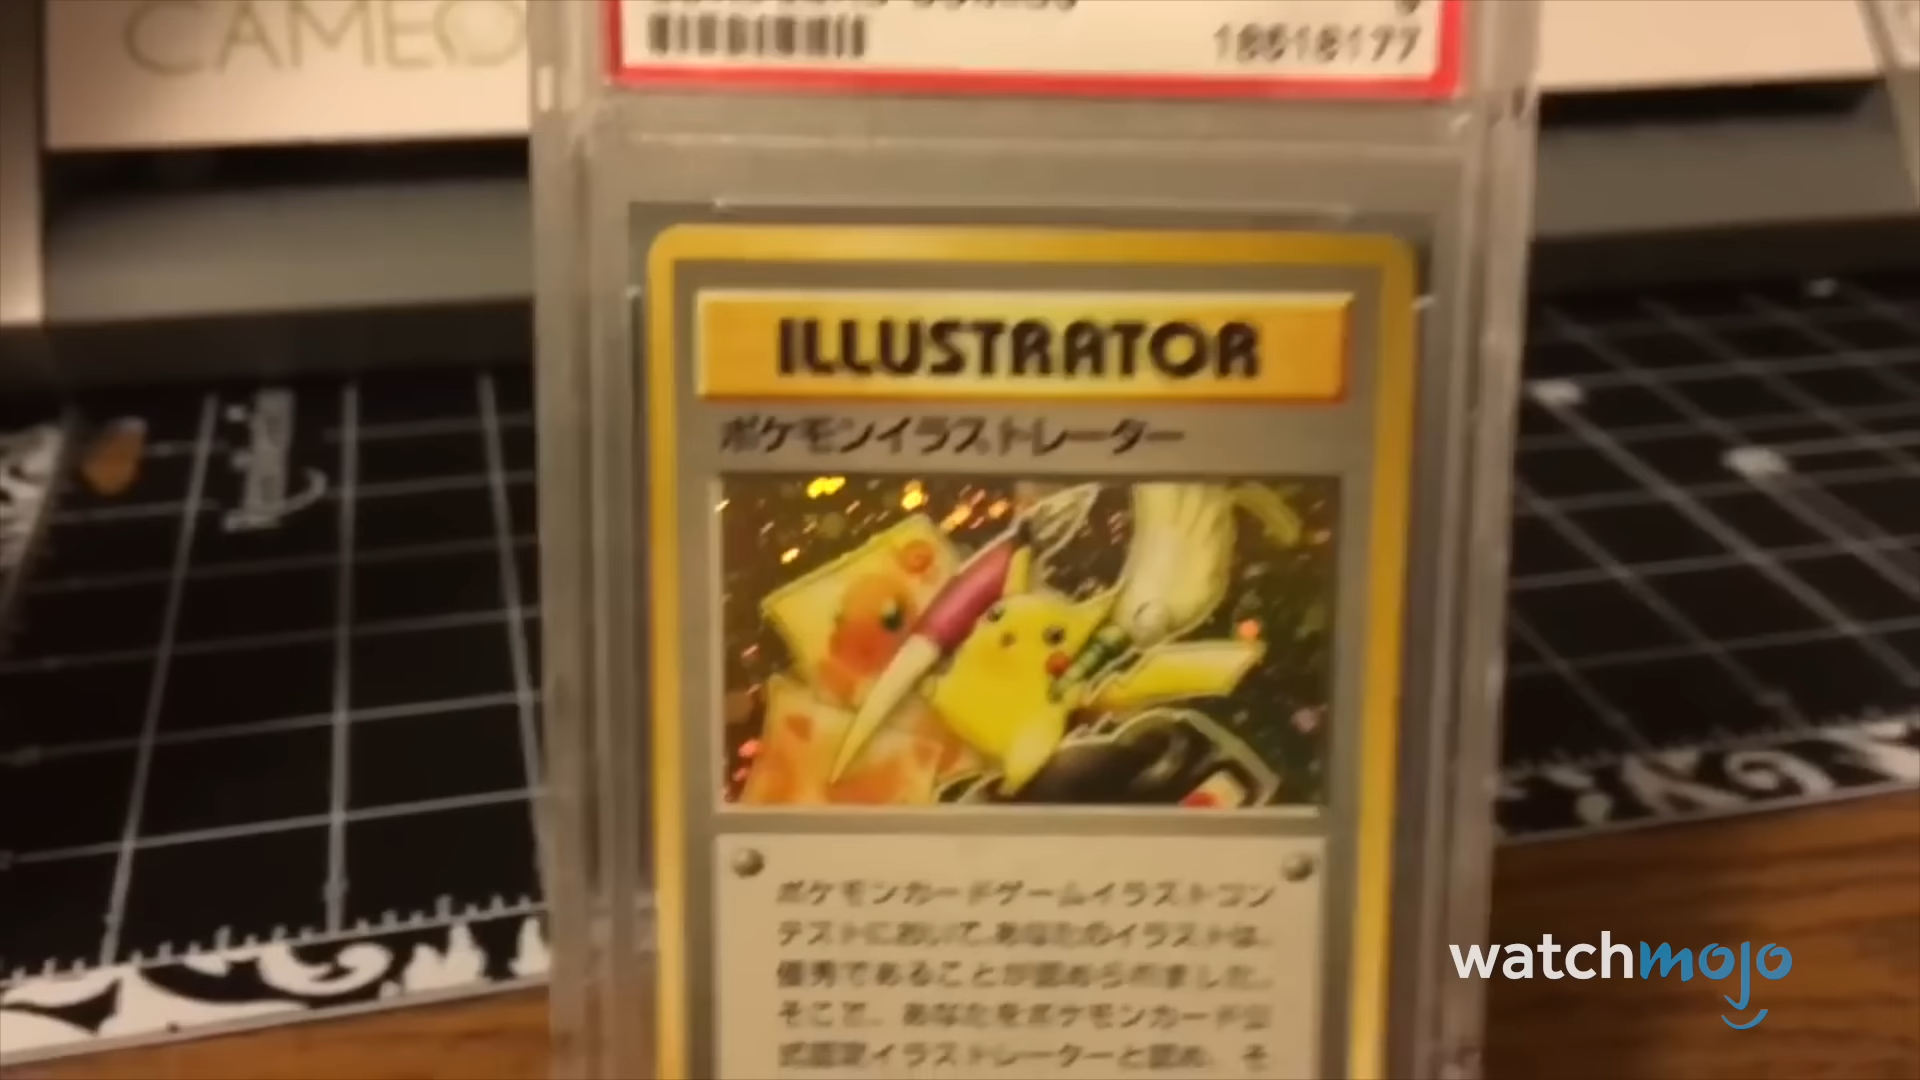 CAMEO
18518177
ILLUSTRATOR
ポケモンイラストレーター
ポケモンカードゲームイラストコン
テストにおいて、あなたのイラストは、
優秀であることが認められました。
そこで、あなたをポケモンカード公
式認定イラストレーターと認め、そ
watchmojo